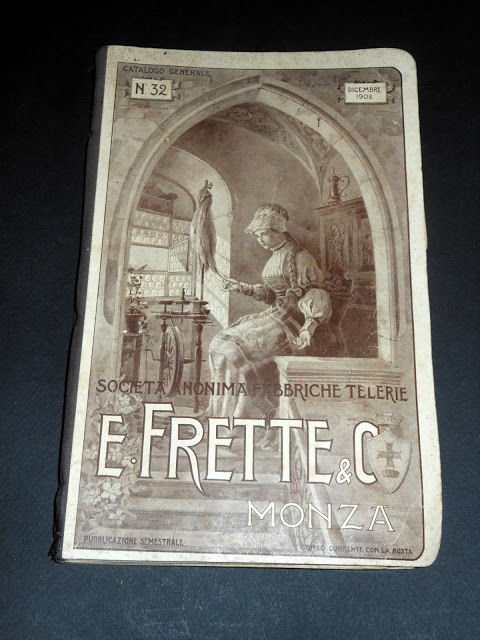 CATALOGO GENERALE
N. 32
DICEMBRE
1908
SOCIETÀ ANONIMA FABBRICHE TELERIE
E. FRETTE & C
MONZA
PUBBLICAZIONE SEMESTRALE
CONTO CORRENTE CON LA POSTA